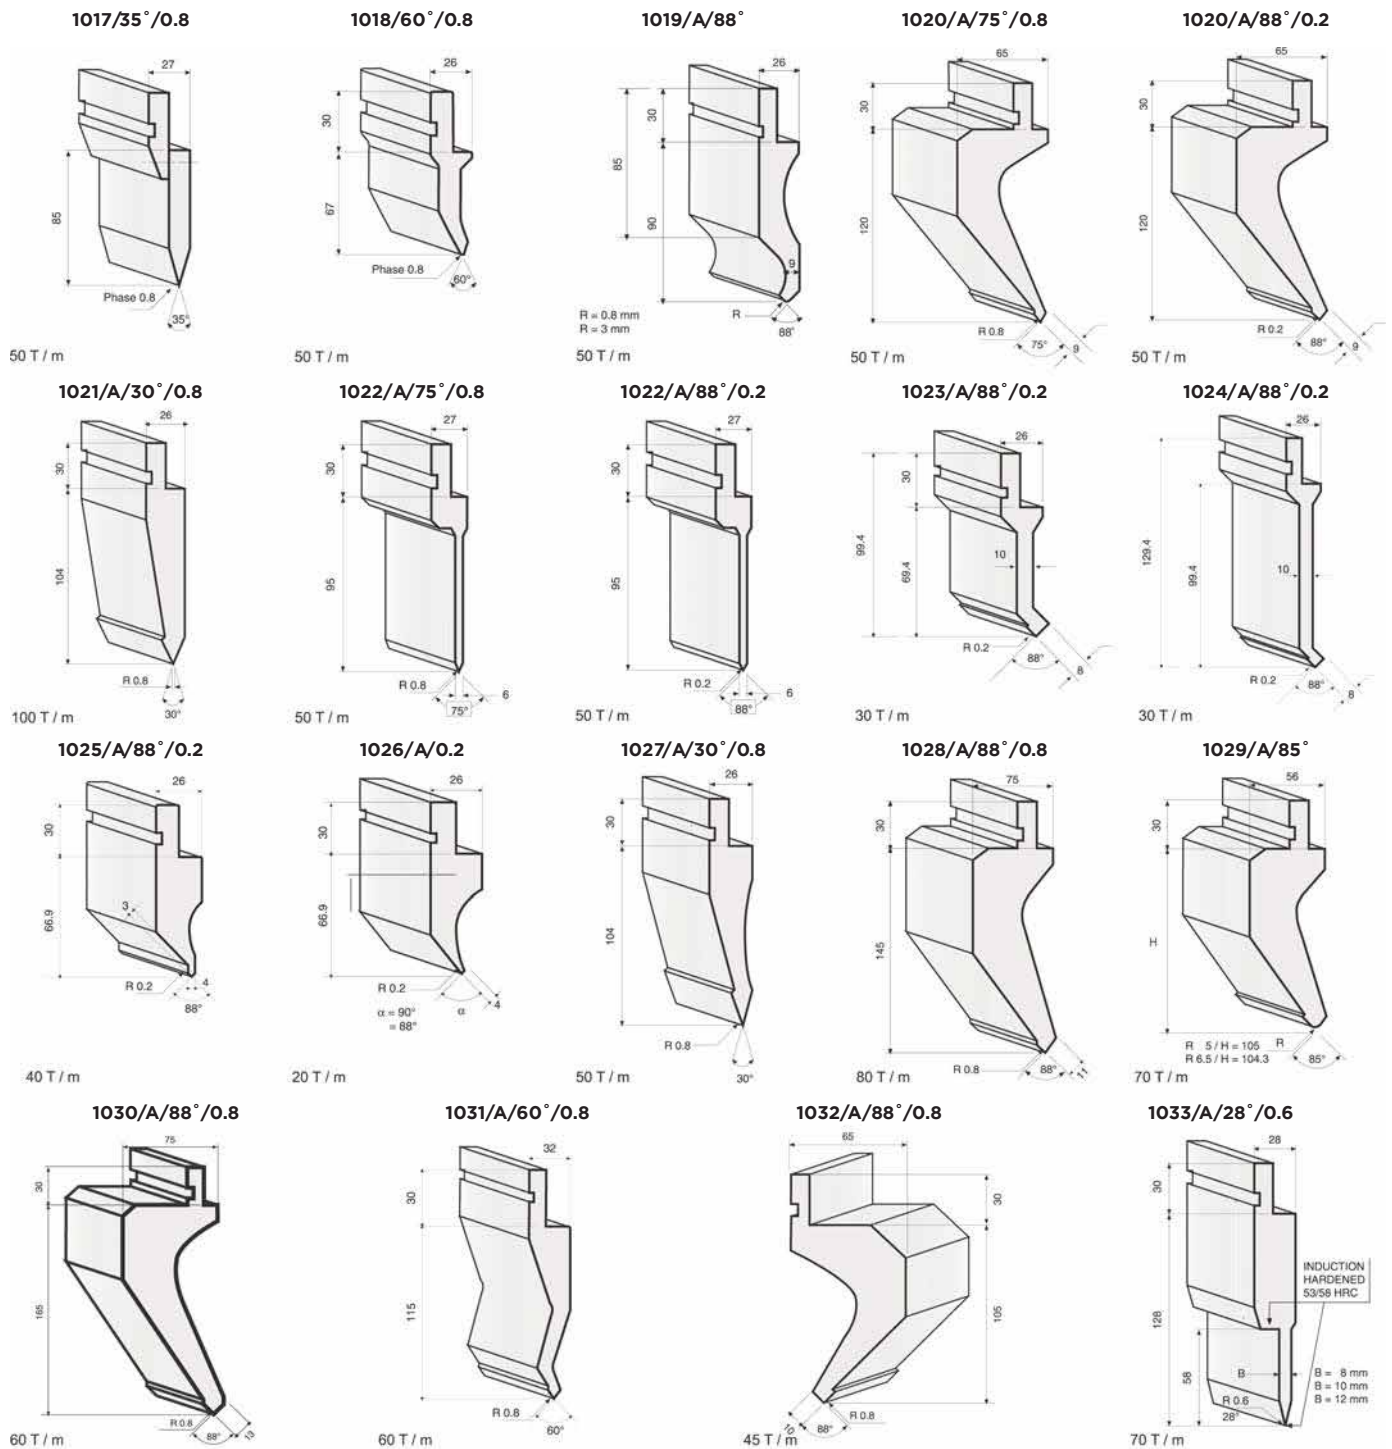 1017/35°/0.8
27
85
Phase 0.8
35°
50 T / m
1018/60°/0.8
26
30
67
Phase 0.8
60°
50 T / m
1019/A/88°
26
30
85
90
9
R = 0.8 mm
R = 3 mm
R
88°
50 T / m
1020/A/75°/0.8
65
30
120
R 0.8
75°
9
50 T / m
1020/A/88°/0.2
65
30
120
R 0.2
88°
9
50 T / m
1021/A/30°/0.8
26
30
104
R 0.8
30°
100 T / m
1022/A/75°/0.8
27
30
95
R 0.8
6
75°
50 T / m
1022/A/88°/0.2
27
30
95
R 0.2
6
88°
50 T / m
1023/A/88°/0.2
26
30
99.4
69.4
10
R 0.2
88°
8
30 T / m
1024/A/88°/0.2
26
129.4
99.4
10
R 0.2
88°
8
30 T / m
1025/A/88°/0.2
26
30
66.9
3
R 0.2
4
88°
40 T / m
1026/A/0.2
26
30
66.9
R 0.2
α = 90°
= 88°
α
4
20 T / m
1027/A/30°/0.8
26
30
104
R 0.8
30°
50 T / m
1028/A/88°/0.8
75
30
145
R 0.8
88°
11
80 T / m
1029/A/85°
56
30
H
R 5 / H = 105
R 6.5 / H = 104.3
R
85°
70 T / m
1030/A/88°/0.8
75
30
165
R 0.8
88°
13
60 T / m
1031/A/60°/0.8
32
30
115
R 0.8
60°
60 T / m
1032/A/88°/0.8
65
30
105
10
88°
R 0.8
45 T / m
1033/A/28°/0.6
28
30
128
58
INDUCTION
HARDENED
53/58 HRC
B
B = 8 mm
B = 10 mm
B = 12 mm
R 0.6
28°
70 T / m